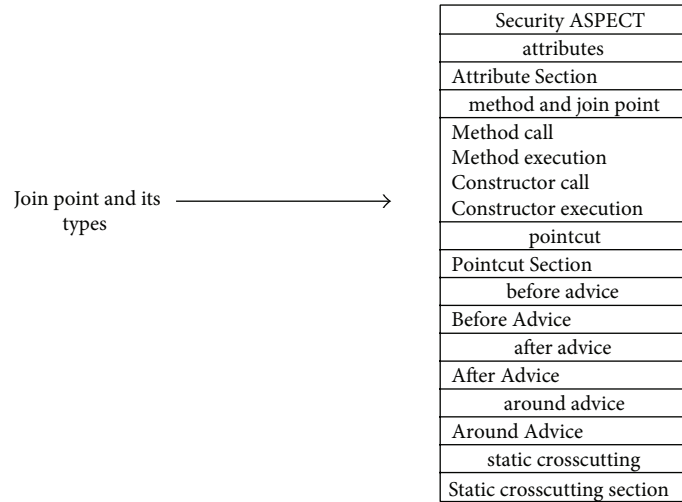 Security ASPECT
attributes
Attribute Section
method and join point
Method call
Method execution
Constructor call
Constructor execution
pointcut
Pointcut Section
before advice
Before Advice
after advice
After Advice
around advice
Around Advice
static crosscutting
Static crosscutting section
Join point and its
types